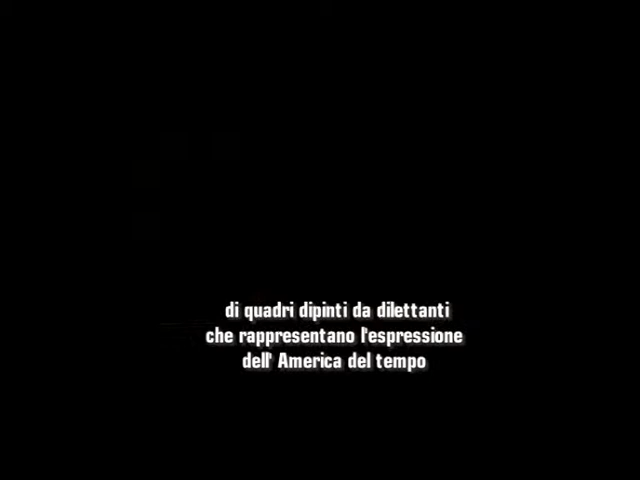 di quadri dipinti da dilettanti
che rappresentano l'espressione
dell' America del tempo